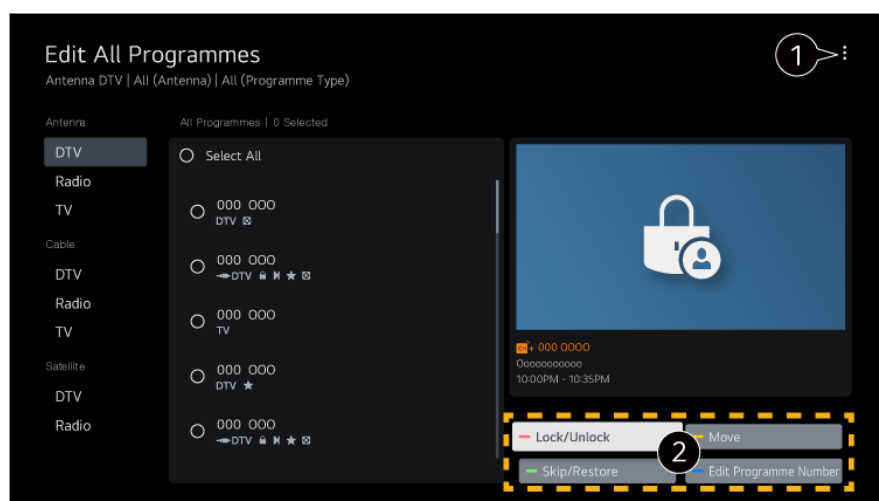 Edit All Programmes
1
Antenna DTV | All (Antenna) | All (Programme Type)
Antenna
All Programmes | 0 Selected
DTV
Radio
TV
Cable
DTV
Radio
TV
Satellite
DTV
Radio
Select All
000 000
DTV
000 000
DTV
000 000
TV
000 000
DTV
000 000
DTV
000 0000
Oooooooooo
10:00PM - 10:35PM
Lock/Unlock
Move
2
Skip/Restore
Edit Programme Number